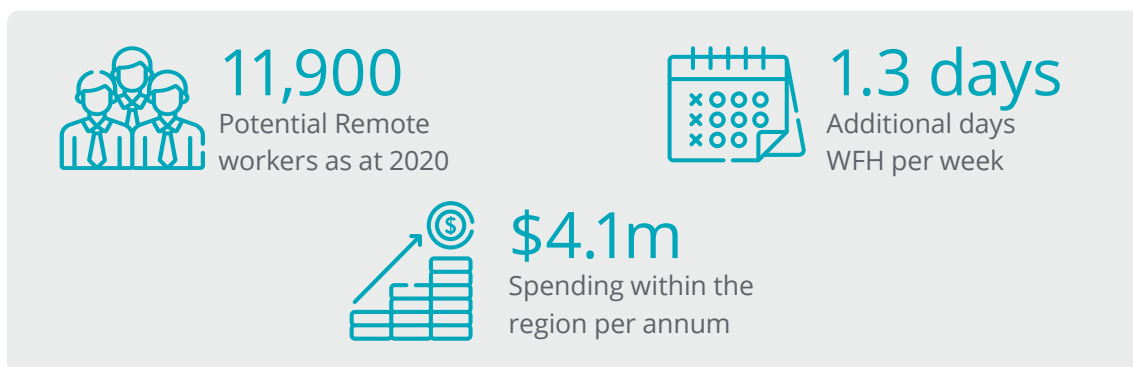 11,900
Potential Remote
workers as at 2020
1.3 days
Additional days
WFH per week
$
$4.1m
Spending within the
region per annum